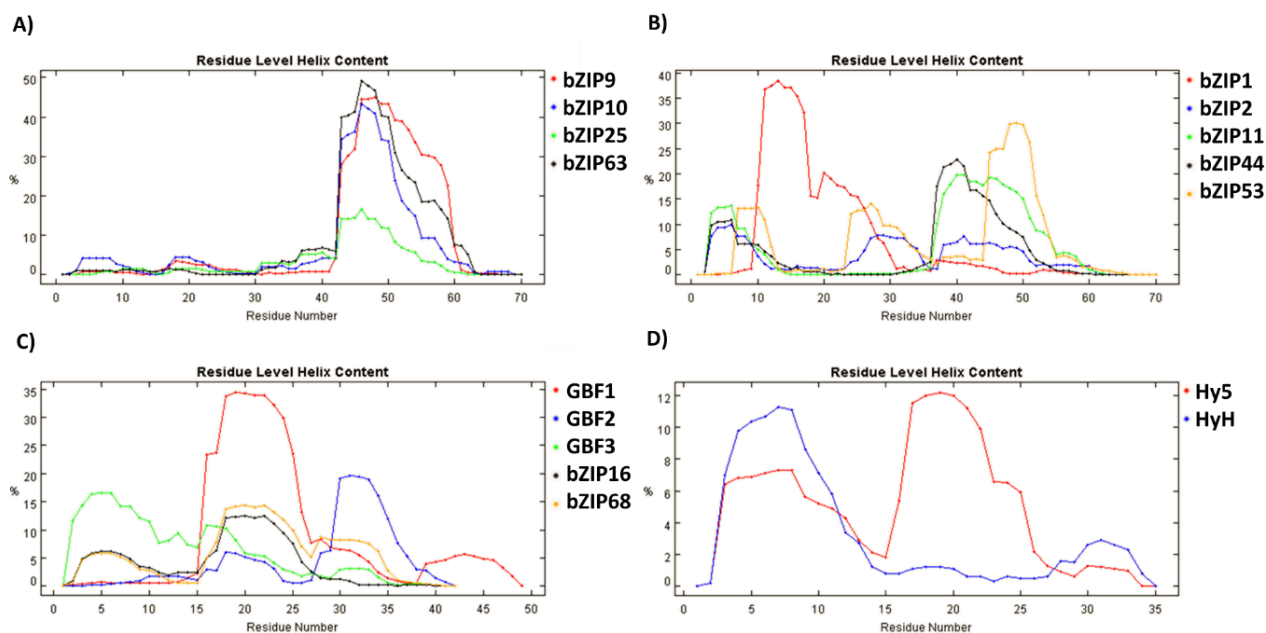 A)
Residue Level Helix Content
50
40
30
%
20
10
0
0 10 20 30 40 50 60 70
Residue Number
bZIP9
bZIP10
bZIP25
bZIP63
B)
Residue Level Helix Content
40
35
30
25
%
20
15
10
5
0
0 10 20 30 40 50 60 70
Residue Number
bZIP1
bZIP2
bZIP11
bZIP44
bZIP53
C)
Residue Level Helix Content
35
30
25
20
%
15
10
5
0
0 5 10 15 20 25 30 35 40 45 50
Residue Number
GBF1
GBF2
GBF3
bZIP16
bZIP68
D)
Residue Level Helix Content
12
10
8
%
6
4
2
0
0 5 10 15 20 25 30 35
Residue Number
Hy5
HyH